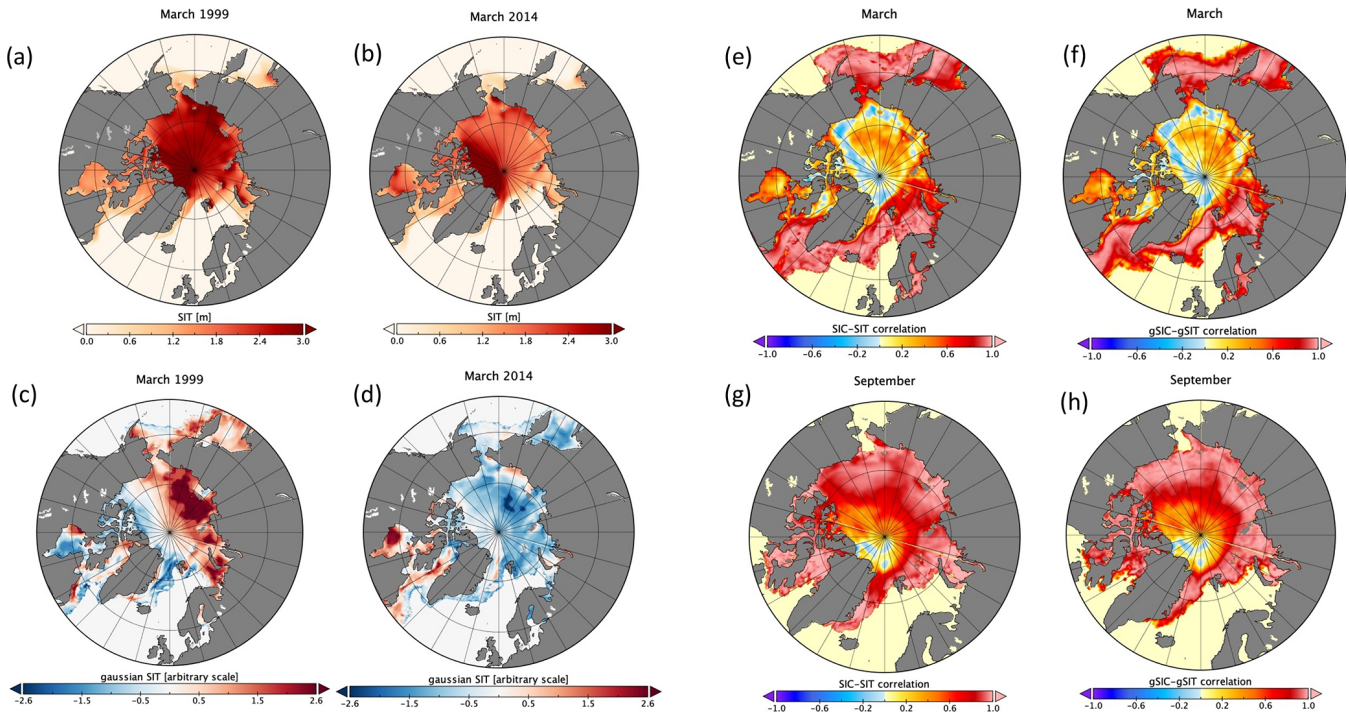 March 1999
March 2014
March
March
(a)
(b)
(e)
(f)
SIT [m]
0.0 0.6 1.2 1.8 2.4 3.0
SIT [m]
0.0 0.6 1.2 1.8 2.4 3.0
SIC-SIT correlation
-1.0 -0.6 -0.2 0.2 0.6 1.0
gSIC-gSIT correlation
-1.0 -0.6 -0.2 0.2 0.6 1.0
March 1999
March 2014
September
September
(c)
(d)
(g)
(h)
gaussian SIT [arbitrary scale]
-2.6 -1.5 -0.5 0.5 1.5 2.6
gaussian SIT [arbitrary scale]
-2.6 -1.5 -0.5 0.5 1.5 2.6
SIC-SIT correlation
-1.0 -0.6 -0.2 0.2 0.6 1.0
gSIC-gSIT correlation
-1.0 -0.6 -0.2 0.2 0.6 1.0